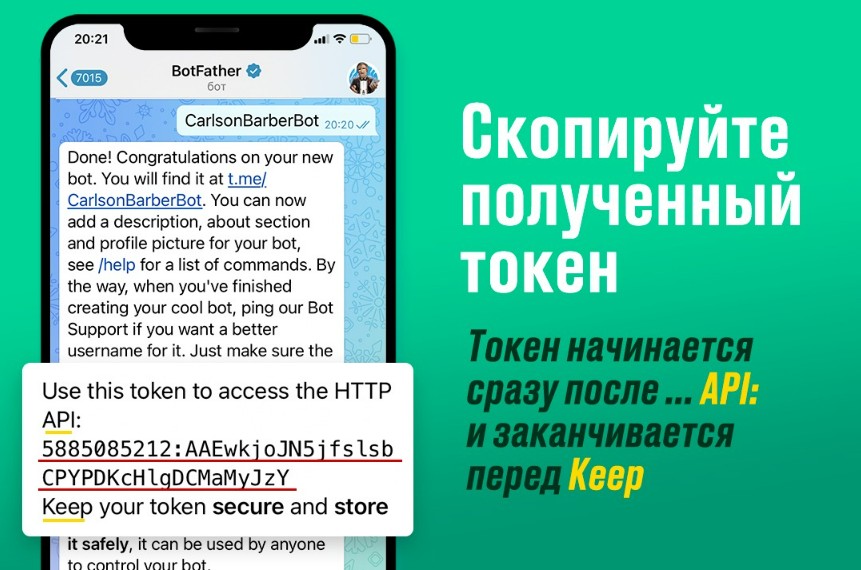 20:21
7015
BotFather
бот
CarlsonBarberBot 20:20
Done! Congratulations on your new
bot. You will find it at t.me/
CarlsonBarberBot. You can now
add a description, about section
and profile picture for your bot,
see /help for a list of commands. By
the way, when you've finished
creating your cool bot, ping our Bot
Support if you want a better
username for it. Just make sure the
Use this token to access the HTTP
API:
5885085212:AAEwkjoJN5jfslsb
CPYPDKcHlgDCMaMyJzY
Keep your token secure and store
it safely, it can be used by anyone
to control your bot.
Скопируйте
полученный
токен
Токен начинается
сразу после ... API:
и заканчивается
перед Keep